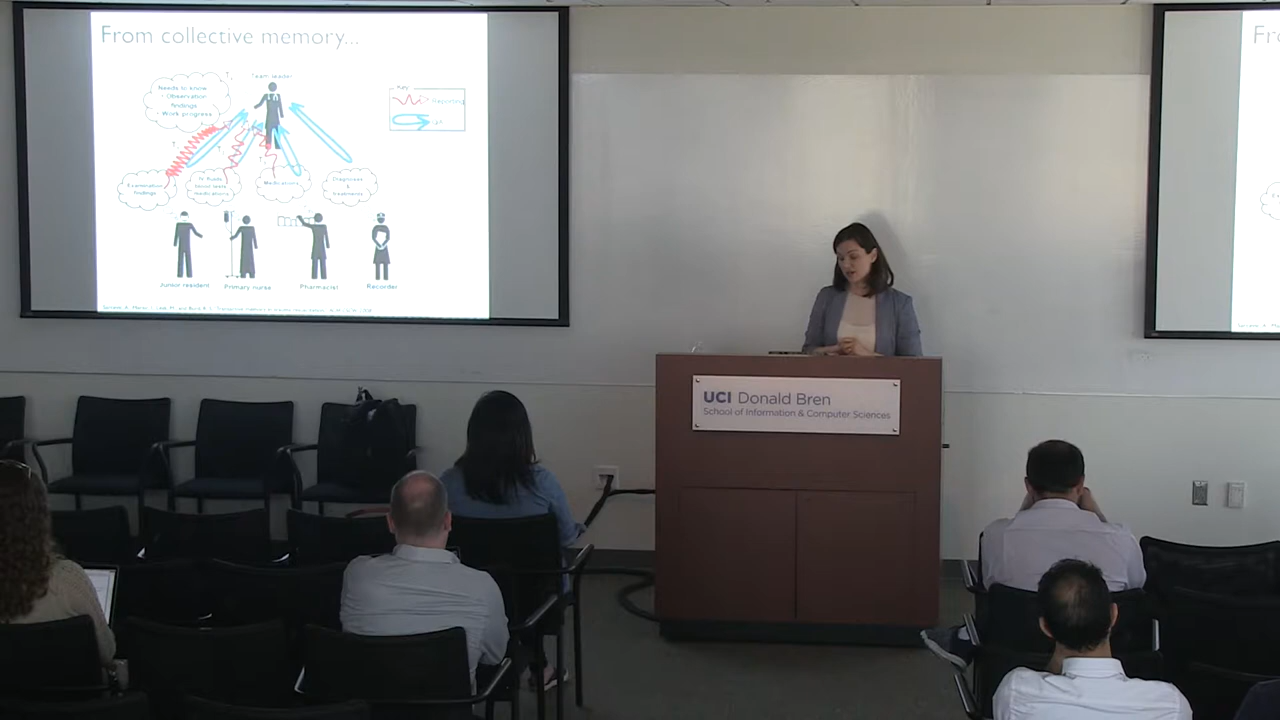 From collective memory...
Team leader
Needs to know
• Observation
findings
• Work progress
Key
Reporting
Examination
findings
IV fluids
blood tests
medications
Medications
Diagnoses
&
treatments
Junior resident
Primary nurse
Pharmacist
Recorder
UCI Donald Bren
School of Information & Computer Sciences
Fro